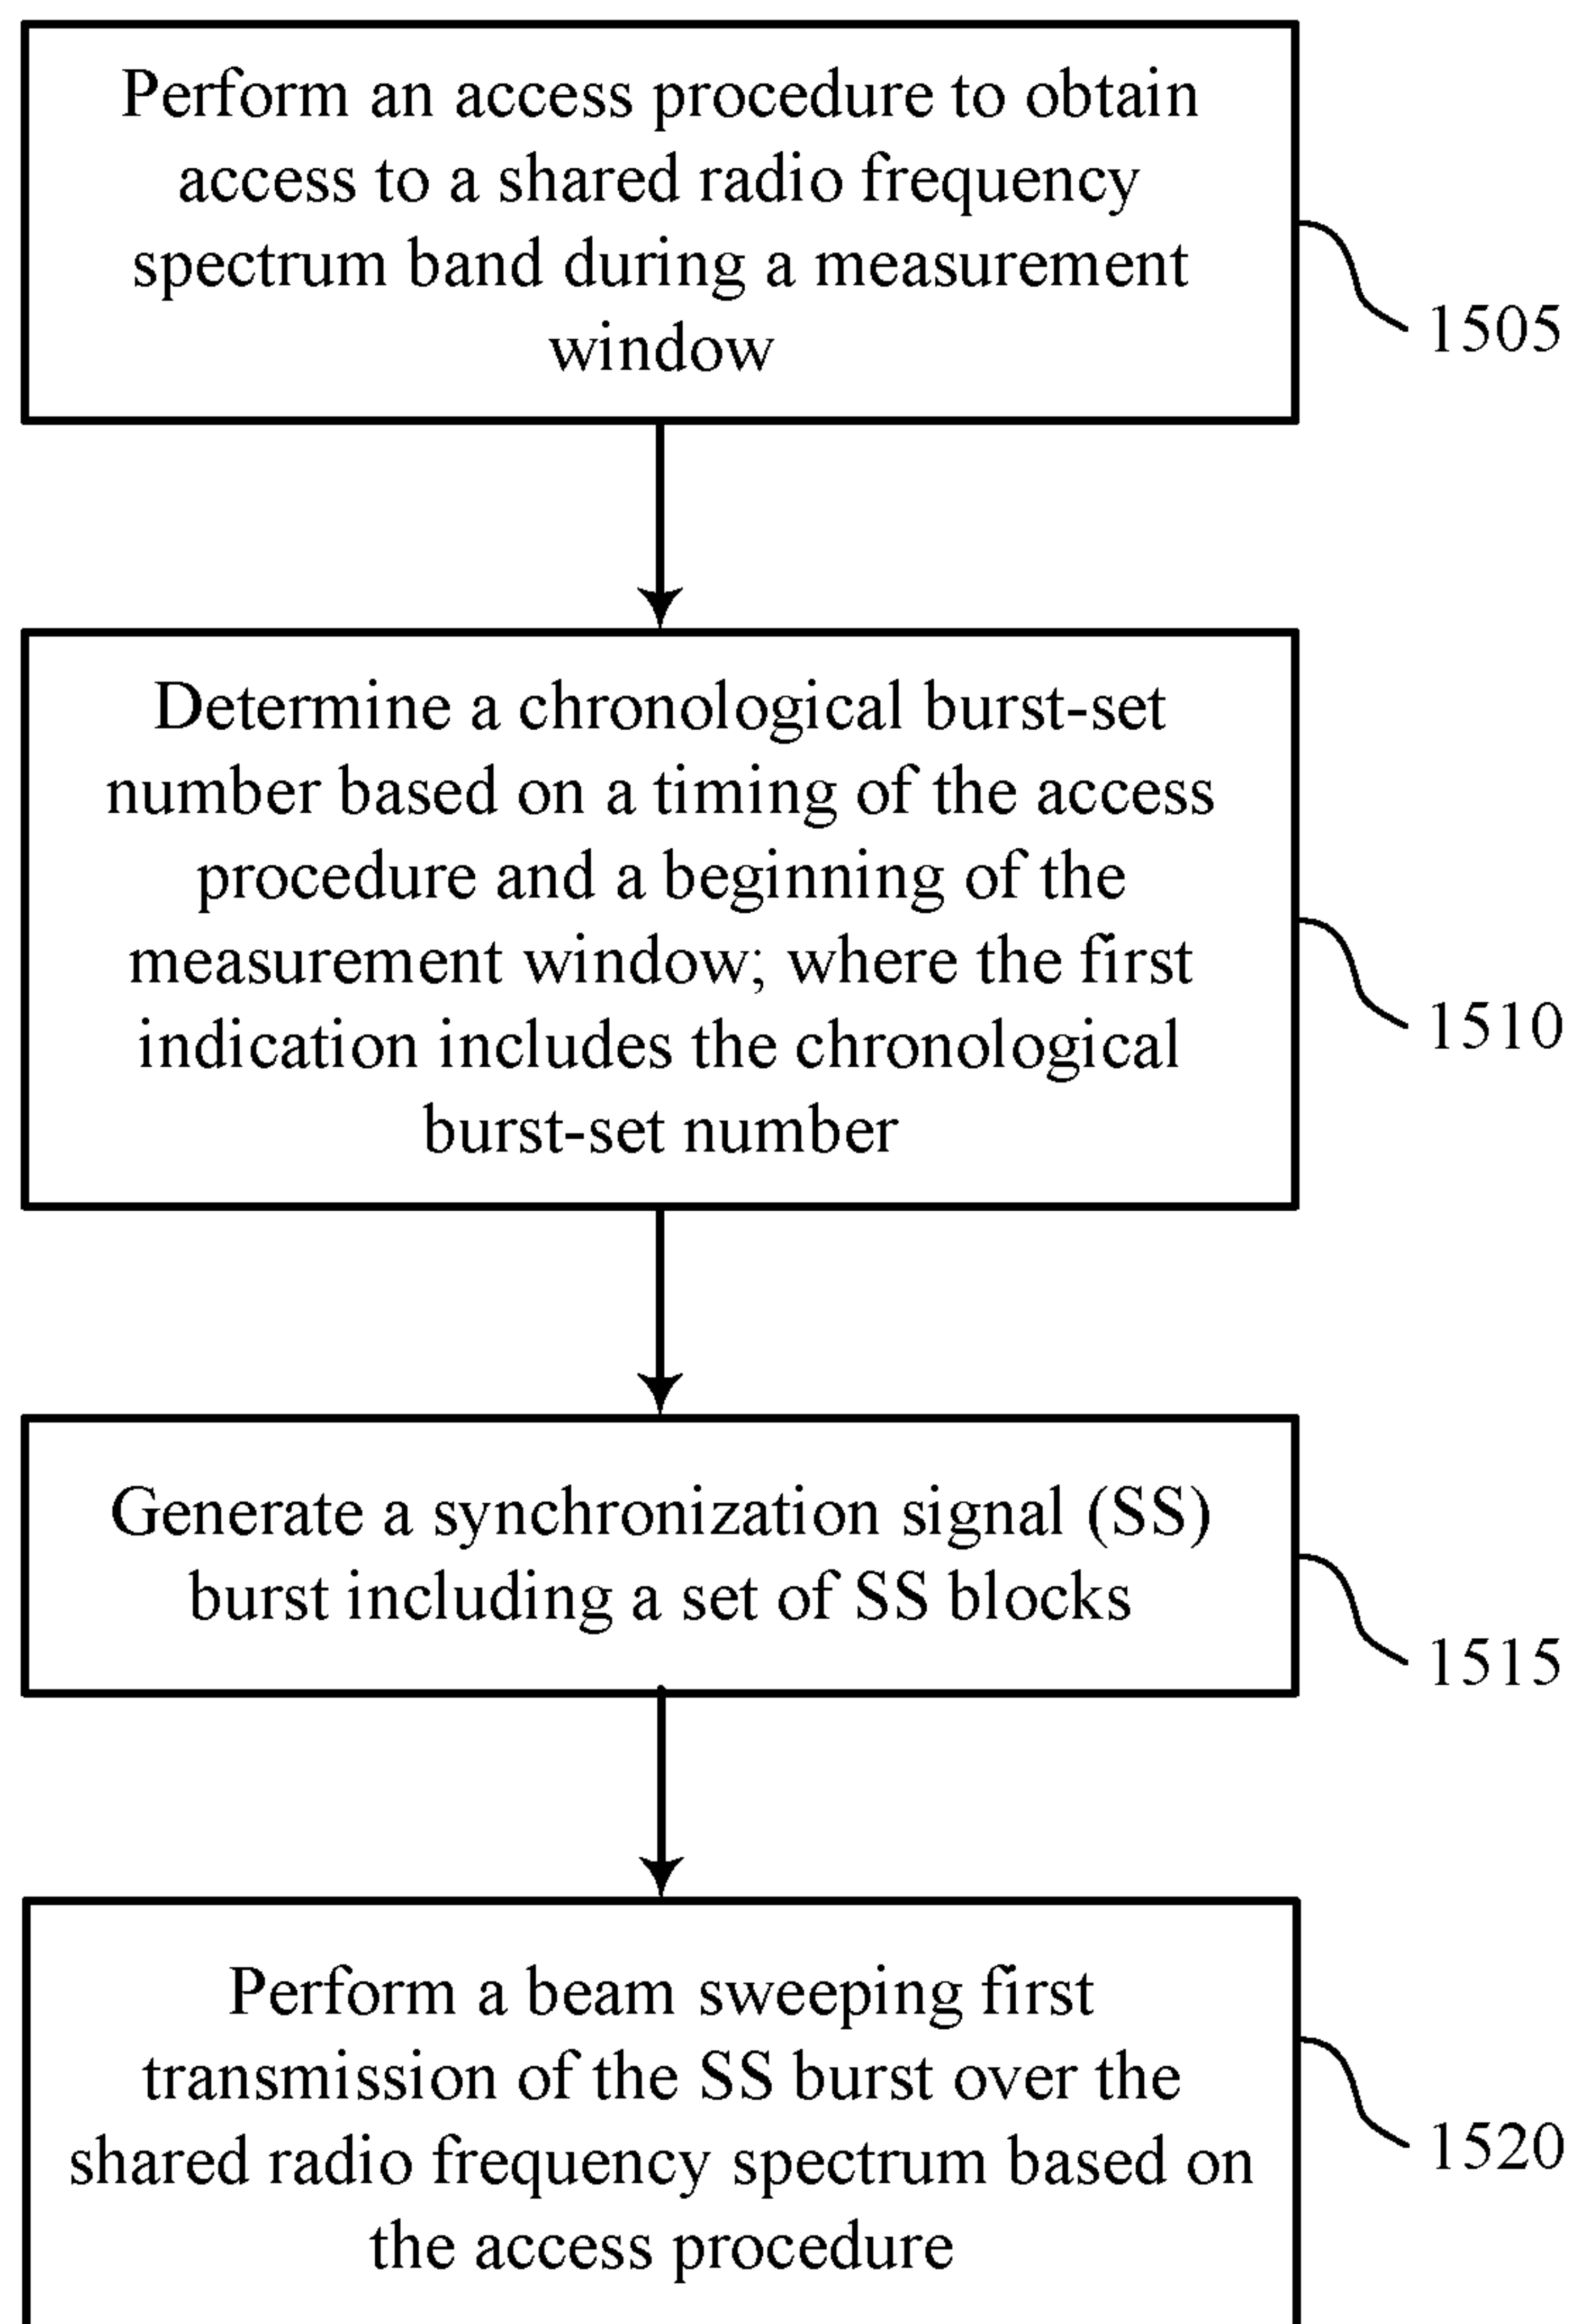 Perform an access procedure to obtain
access to a shared radio frequency
spectrum band during a measurement
window
1505
Determine a chronological burst-set
number based on a timing of the access
procedure and a beginning of the
measurement window; where the first
indication includes the chronological
burst-set number
1510
Generate a synchronization signal (SS)
burst including a set of SS blocks
1515
Perform a beam sweeping first
transmission of the SS burst over the
shared radio frequency spectrum based on
the access procedure
1520